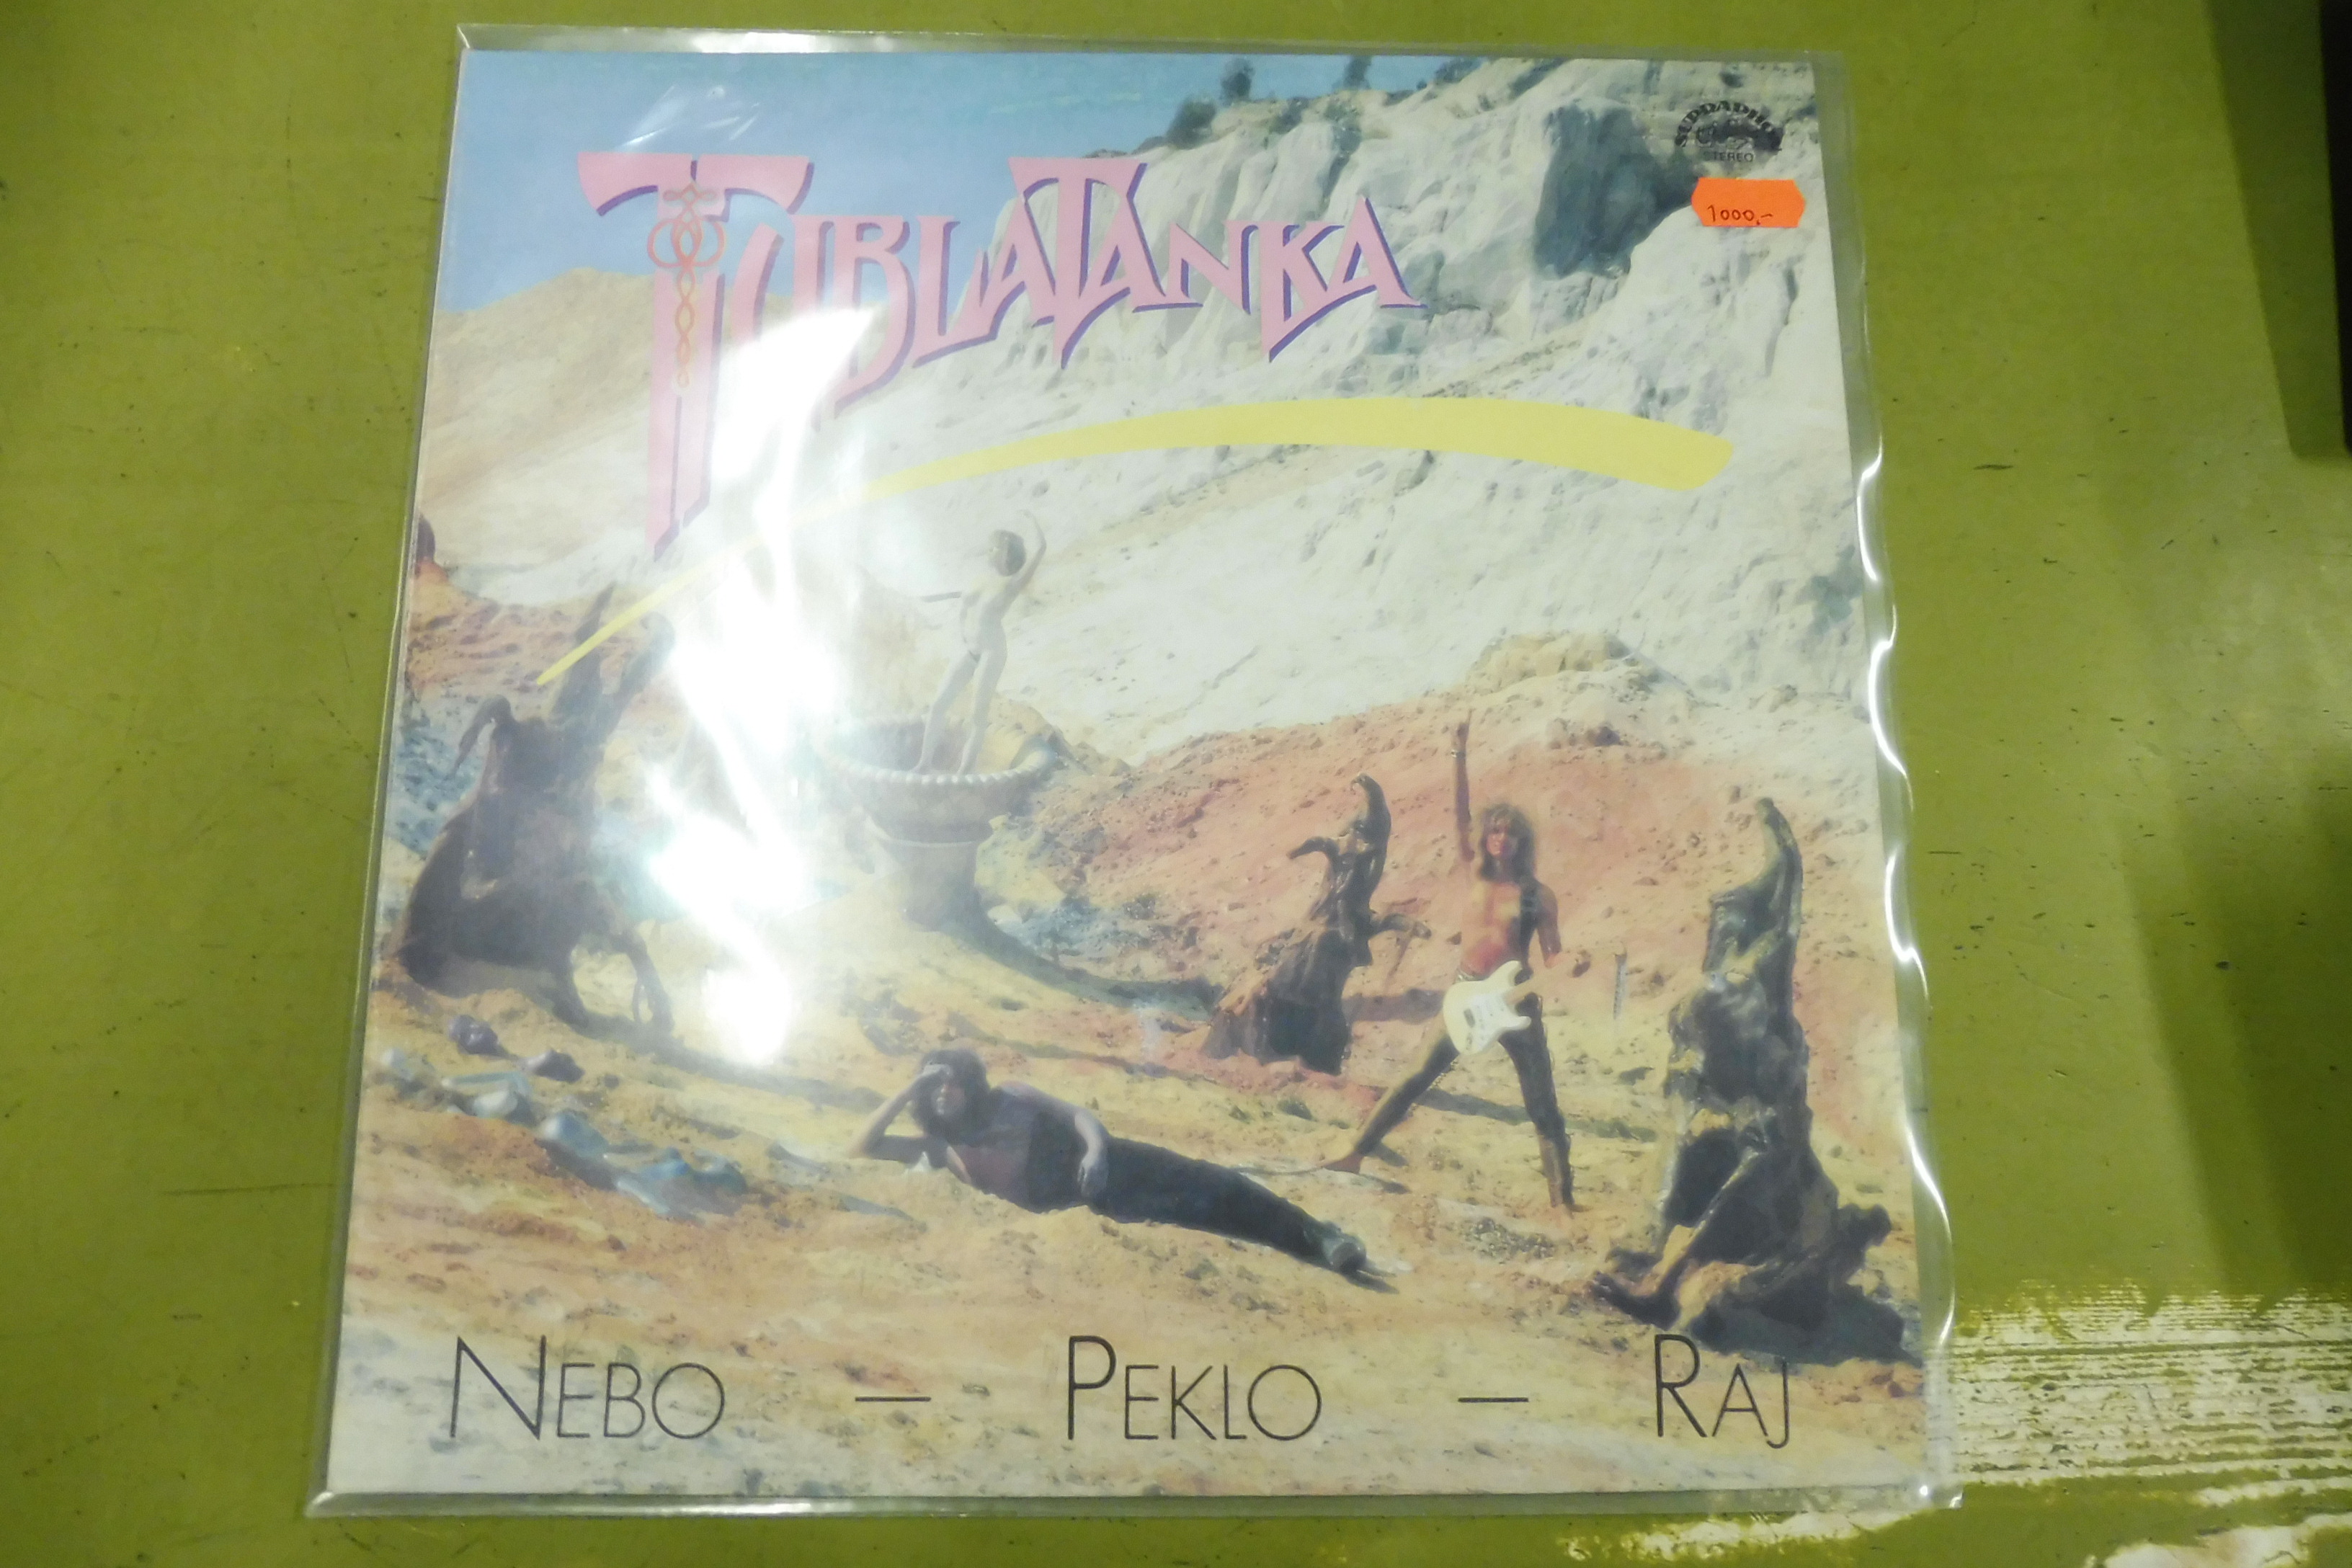 SUPRAPHON
STEREO
1000,-
TUBLATANKA
NEBO — PEKLO — RAJ